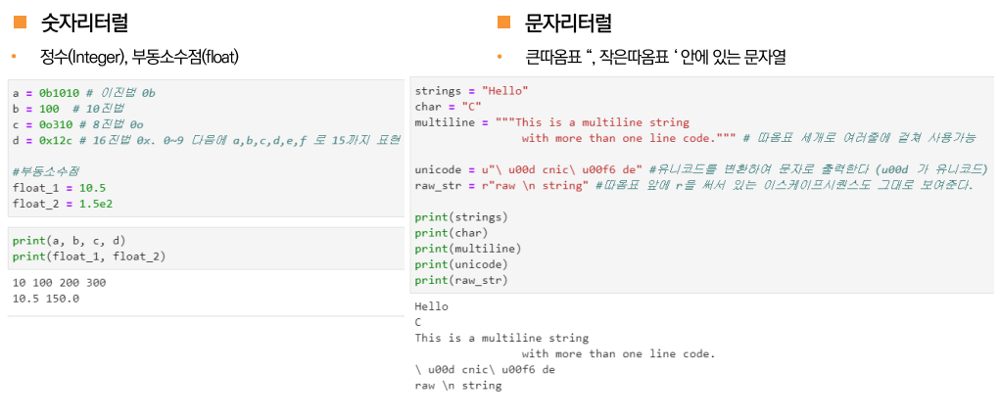 숫자리터럴
정수(Integer), 부동소수점(float)
a = 0b1010 # 이진법 0b
b = 100  # 10진법
c = 0o310 # 8진법 0o
d = 0x12c # 16진법 0x. 0~9 다음에 a,b,c,d,e,f 로 15까지 표현
#부동소수점
float_1 = 10.5
float_2 = 1.5e2
print(a, b, c, d)
print(float_1, float_2)
10 100 200 300
10.5 150.0
문자리터럴
큰따옴표 “, 작은따옴표 ‘ 안에 있는 문자열
strings = "Hello"
char = "C"
multiline = """This is a multiline string
with more than one line code.""" # 따옴표 세개로 여러줄에 걸쳐 사용가능
unicode = u"\ u00d cnic\ u00f6 de" #유니코드를 변환하여 문자로 출력한다 (u00d 가 유니코드)
raw_str = r"raw \n string" #따옴표 앞에 r을 써서 있는 이스케이프시퀀스도 그대로 보여준다.
print(strings)
print(char)
print(multiline)
print(unicode)
print(raw_str)
Hello
C
This is a multiline string
with more than one line code.
\ u00d cnic\ u00f6 de
raw \n string